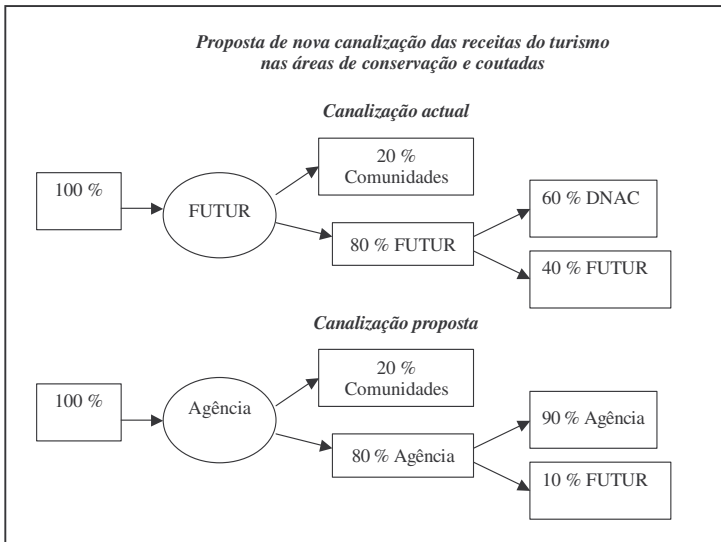 Proposta de nova canalização das receitas do turismo
nas áreas de conservação e coutadas
Canalização actual
100 %
FUTUR
20 %
Comunidades
80 % FUTUR
60 % DNAC
40 % FUTUR
Canalização proposta
100 %
Agência
20 %
Comunidades
80 % Agência
90 % Agência
10 % FUTUR